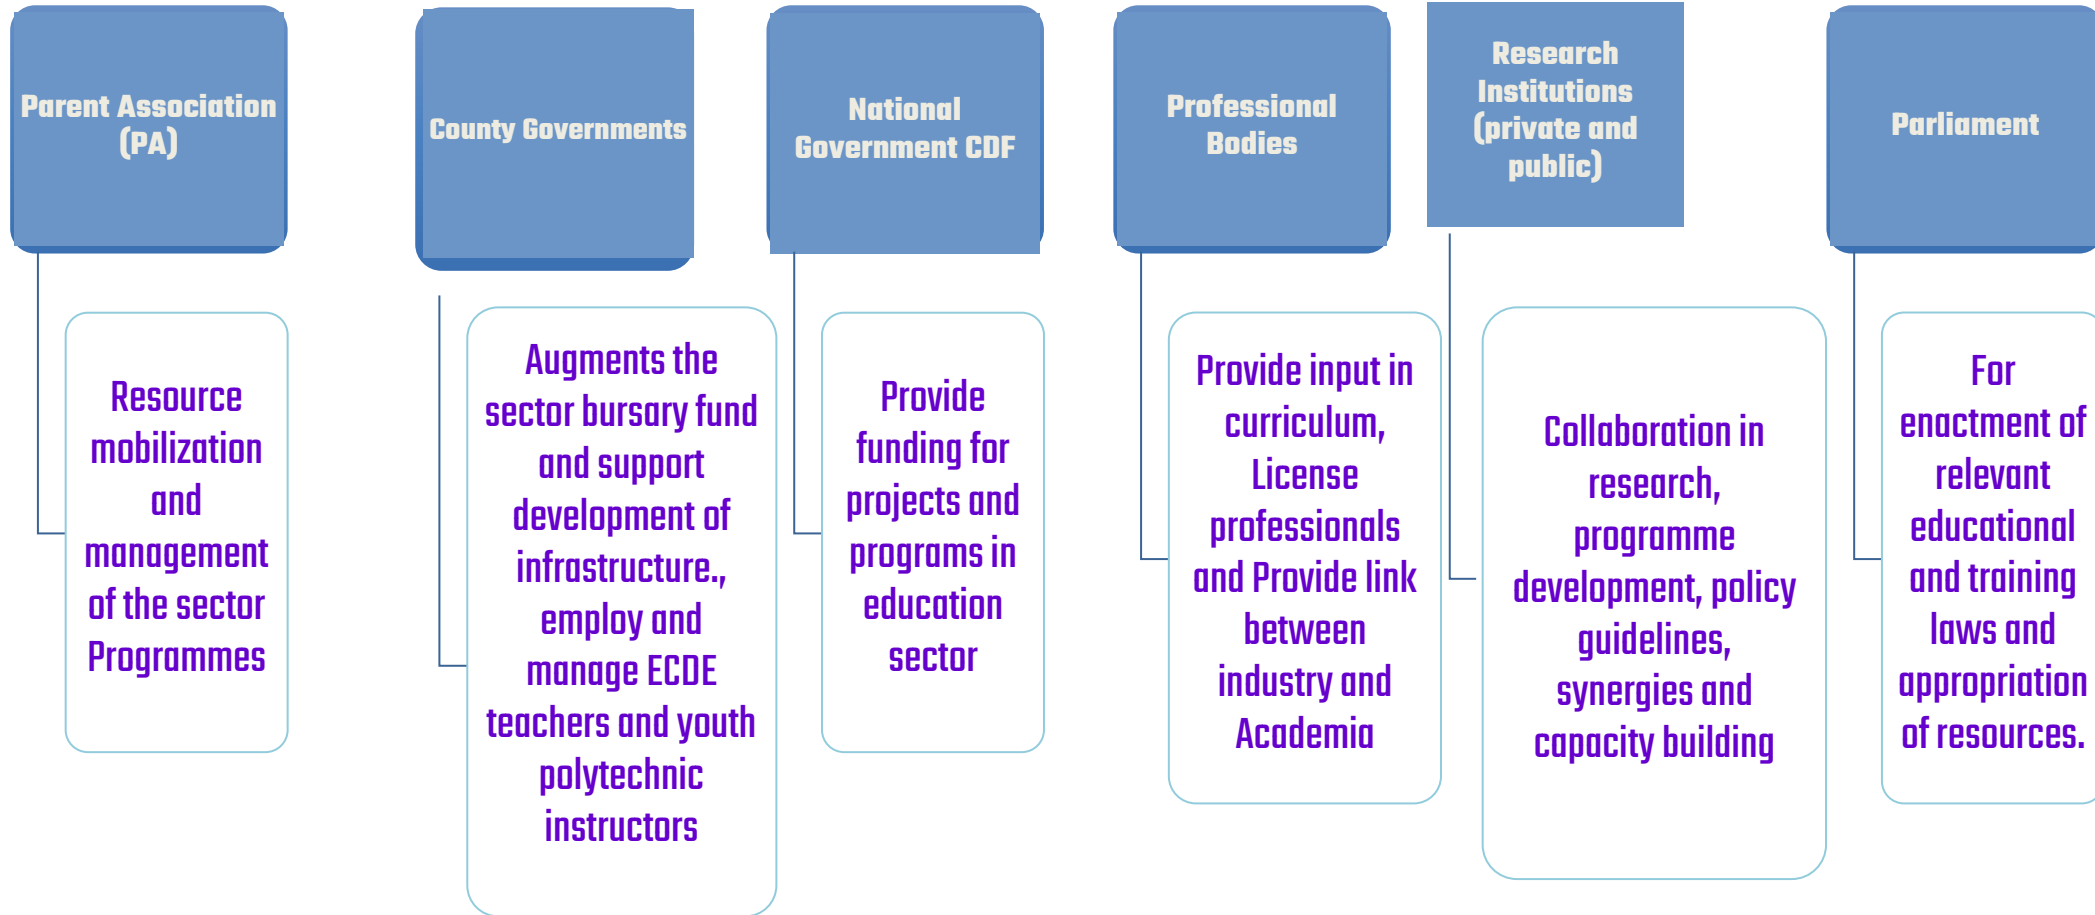 Parent Association
(PA)
Resource
mobilization
and
management
of the sector
Programmes
County Governments
Augments the
sector bursary fund
and support
development of
infrastructure.,
employ and
manage ECDE
teachers and youth
polytechnic
instructors
National
Government CDF
Provide
funding for
projects and
programs in
education
sector
Professional
Bodies
Provide input in
curriculum,
License
professionals
and Provide link
between
industry and
Academia
Research
Institutions
(private and
public)
Collaboration in
research,
programme
development, policy
guidelines,
synergies and
capacity building
Parliament
For
enactment of
relevant
educational
and training
laws and
appropriation
of resources.